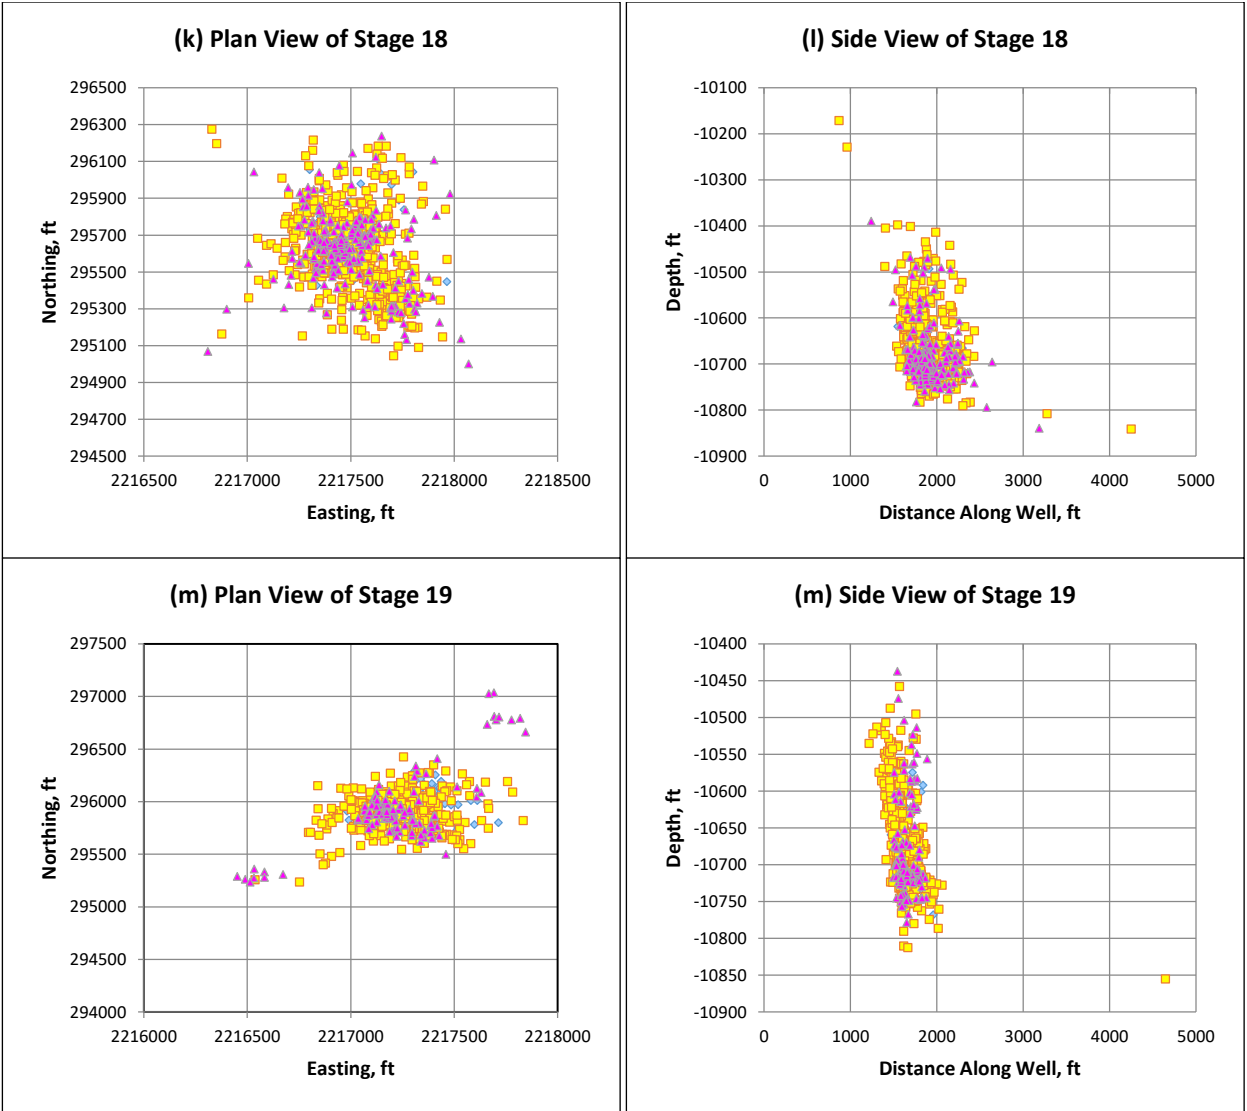 (k) Plan View of Stage 18
296500
296300
296100
295900
295700
295500
295300
295100
294900
294700
294500
Northing, ft
2216500 2217000 2217500 2218000 2218500
Easting, ft
(l) Side View of Stage 18
-10100
-10200
-10300
-10400
-10500
-10600
-10700
-10800
-10900
Depth, ft
0 1000 2000 3000 4000 5000
Distance Along Well, ft
(m) Plan View of Stage 19
297500
297000
296500
296000
295500
295000
294500
294000
Northing, ft
2216000 2216500 2217000 2217500 2218000
Easting, ft
(m) Side View of Stage 19
-10400
-10450
-10500
-10550
-10600
-10650
-10700
-10750
-10800
-10850
-10900
Depth, ft
0 1000 2000 3000 4000 5000
Distance Along Well, ft